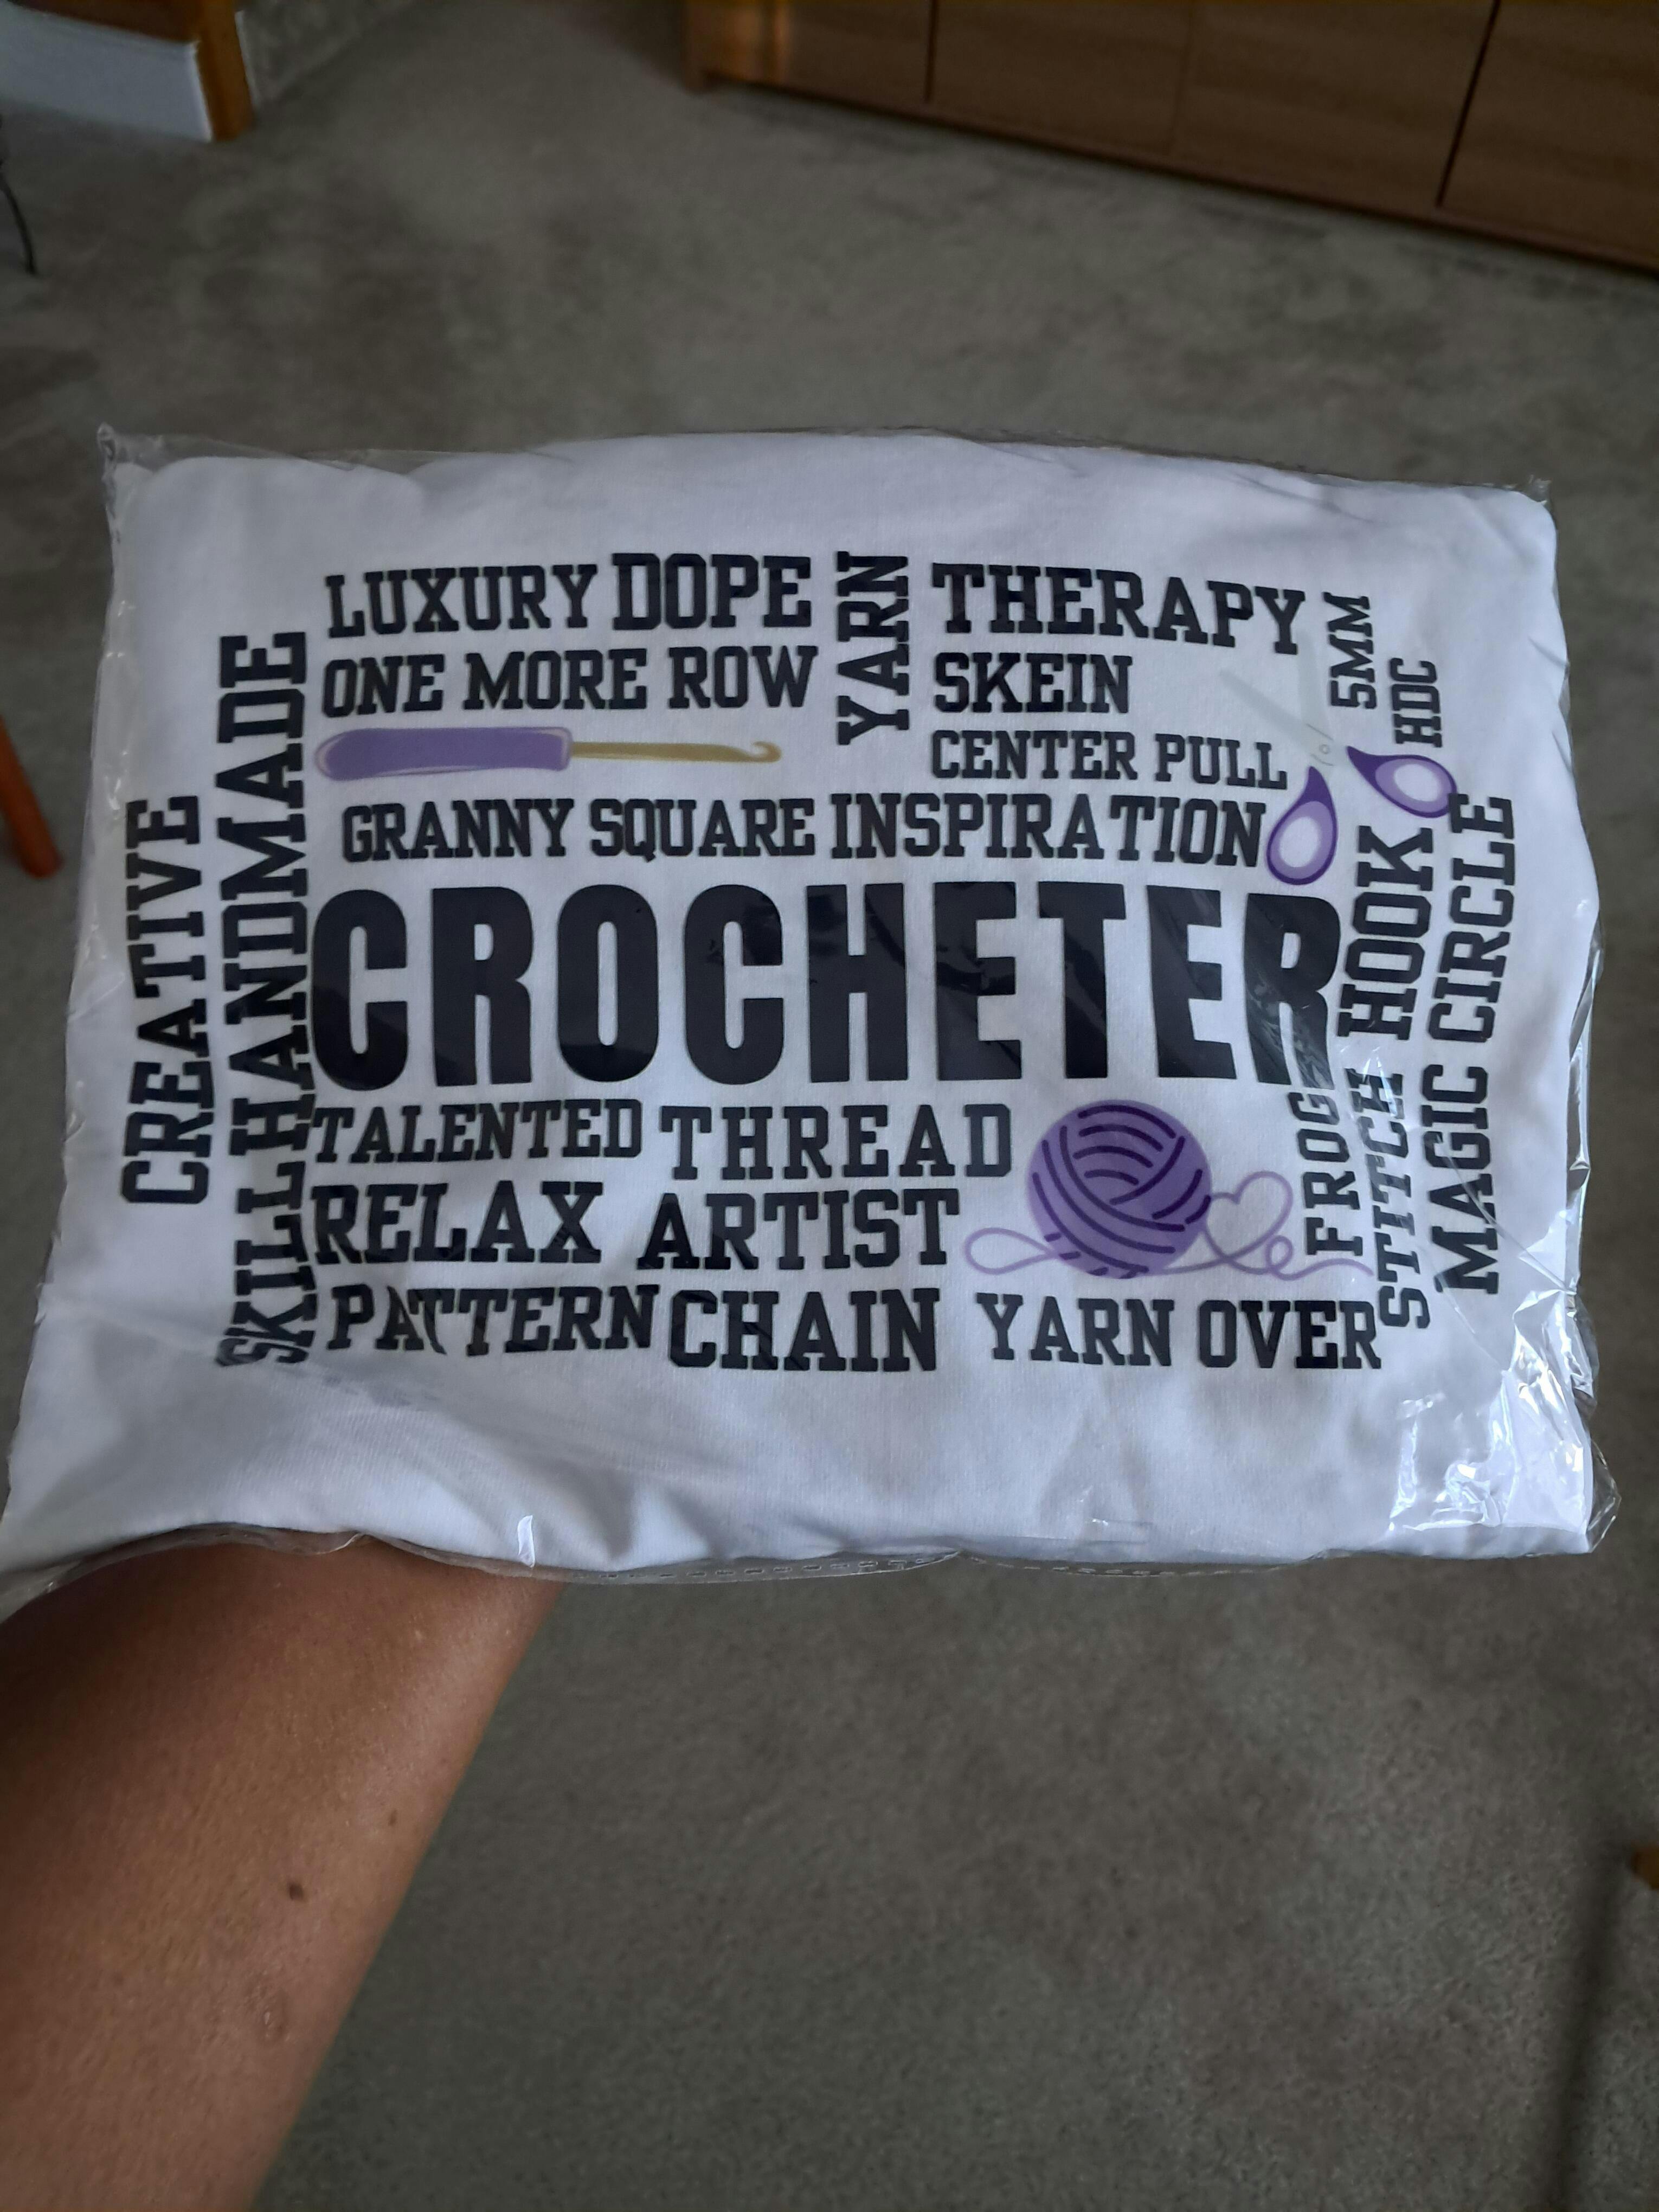 LUXURY DOPE
ONE MORE ROW
YARN
THERAPY
SKEIN
CENTER PULL
5MM
HDC
GRANNY SQUARE INSPIRATION
CREATIVE
HANDMADE
SKILL
CROCHETER
HOOK
STITCH
MAGIC CIRCLE
FROG
TALENTED THREAD
RELAX ARTIST
PATTERN CHAIN YARN OVER